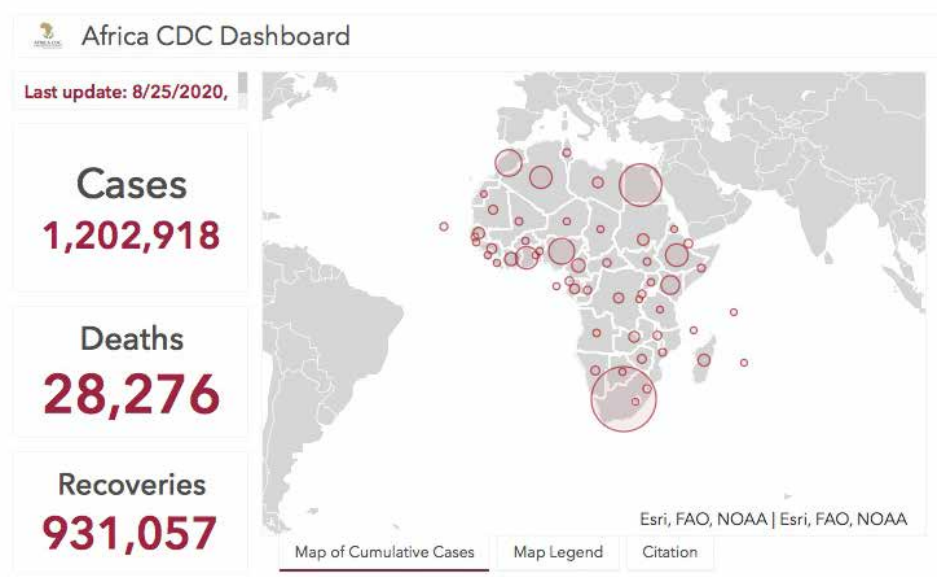 Africa CDC Dashboard
Last update: 8/25/2020,
Cases
1,202,918
Deaths
28,276
Recoveries
931,057
Esri, FAO, NOAA | Esri, FAO, NOAA
Map of Cumulative Cases
Map Legend
Citation